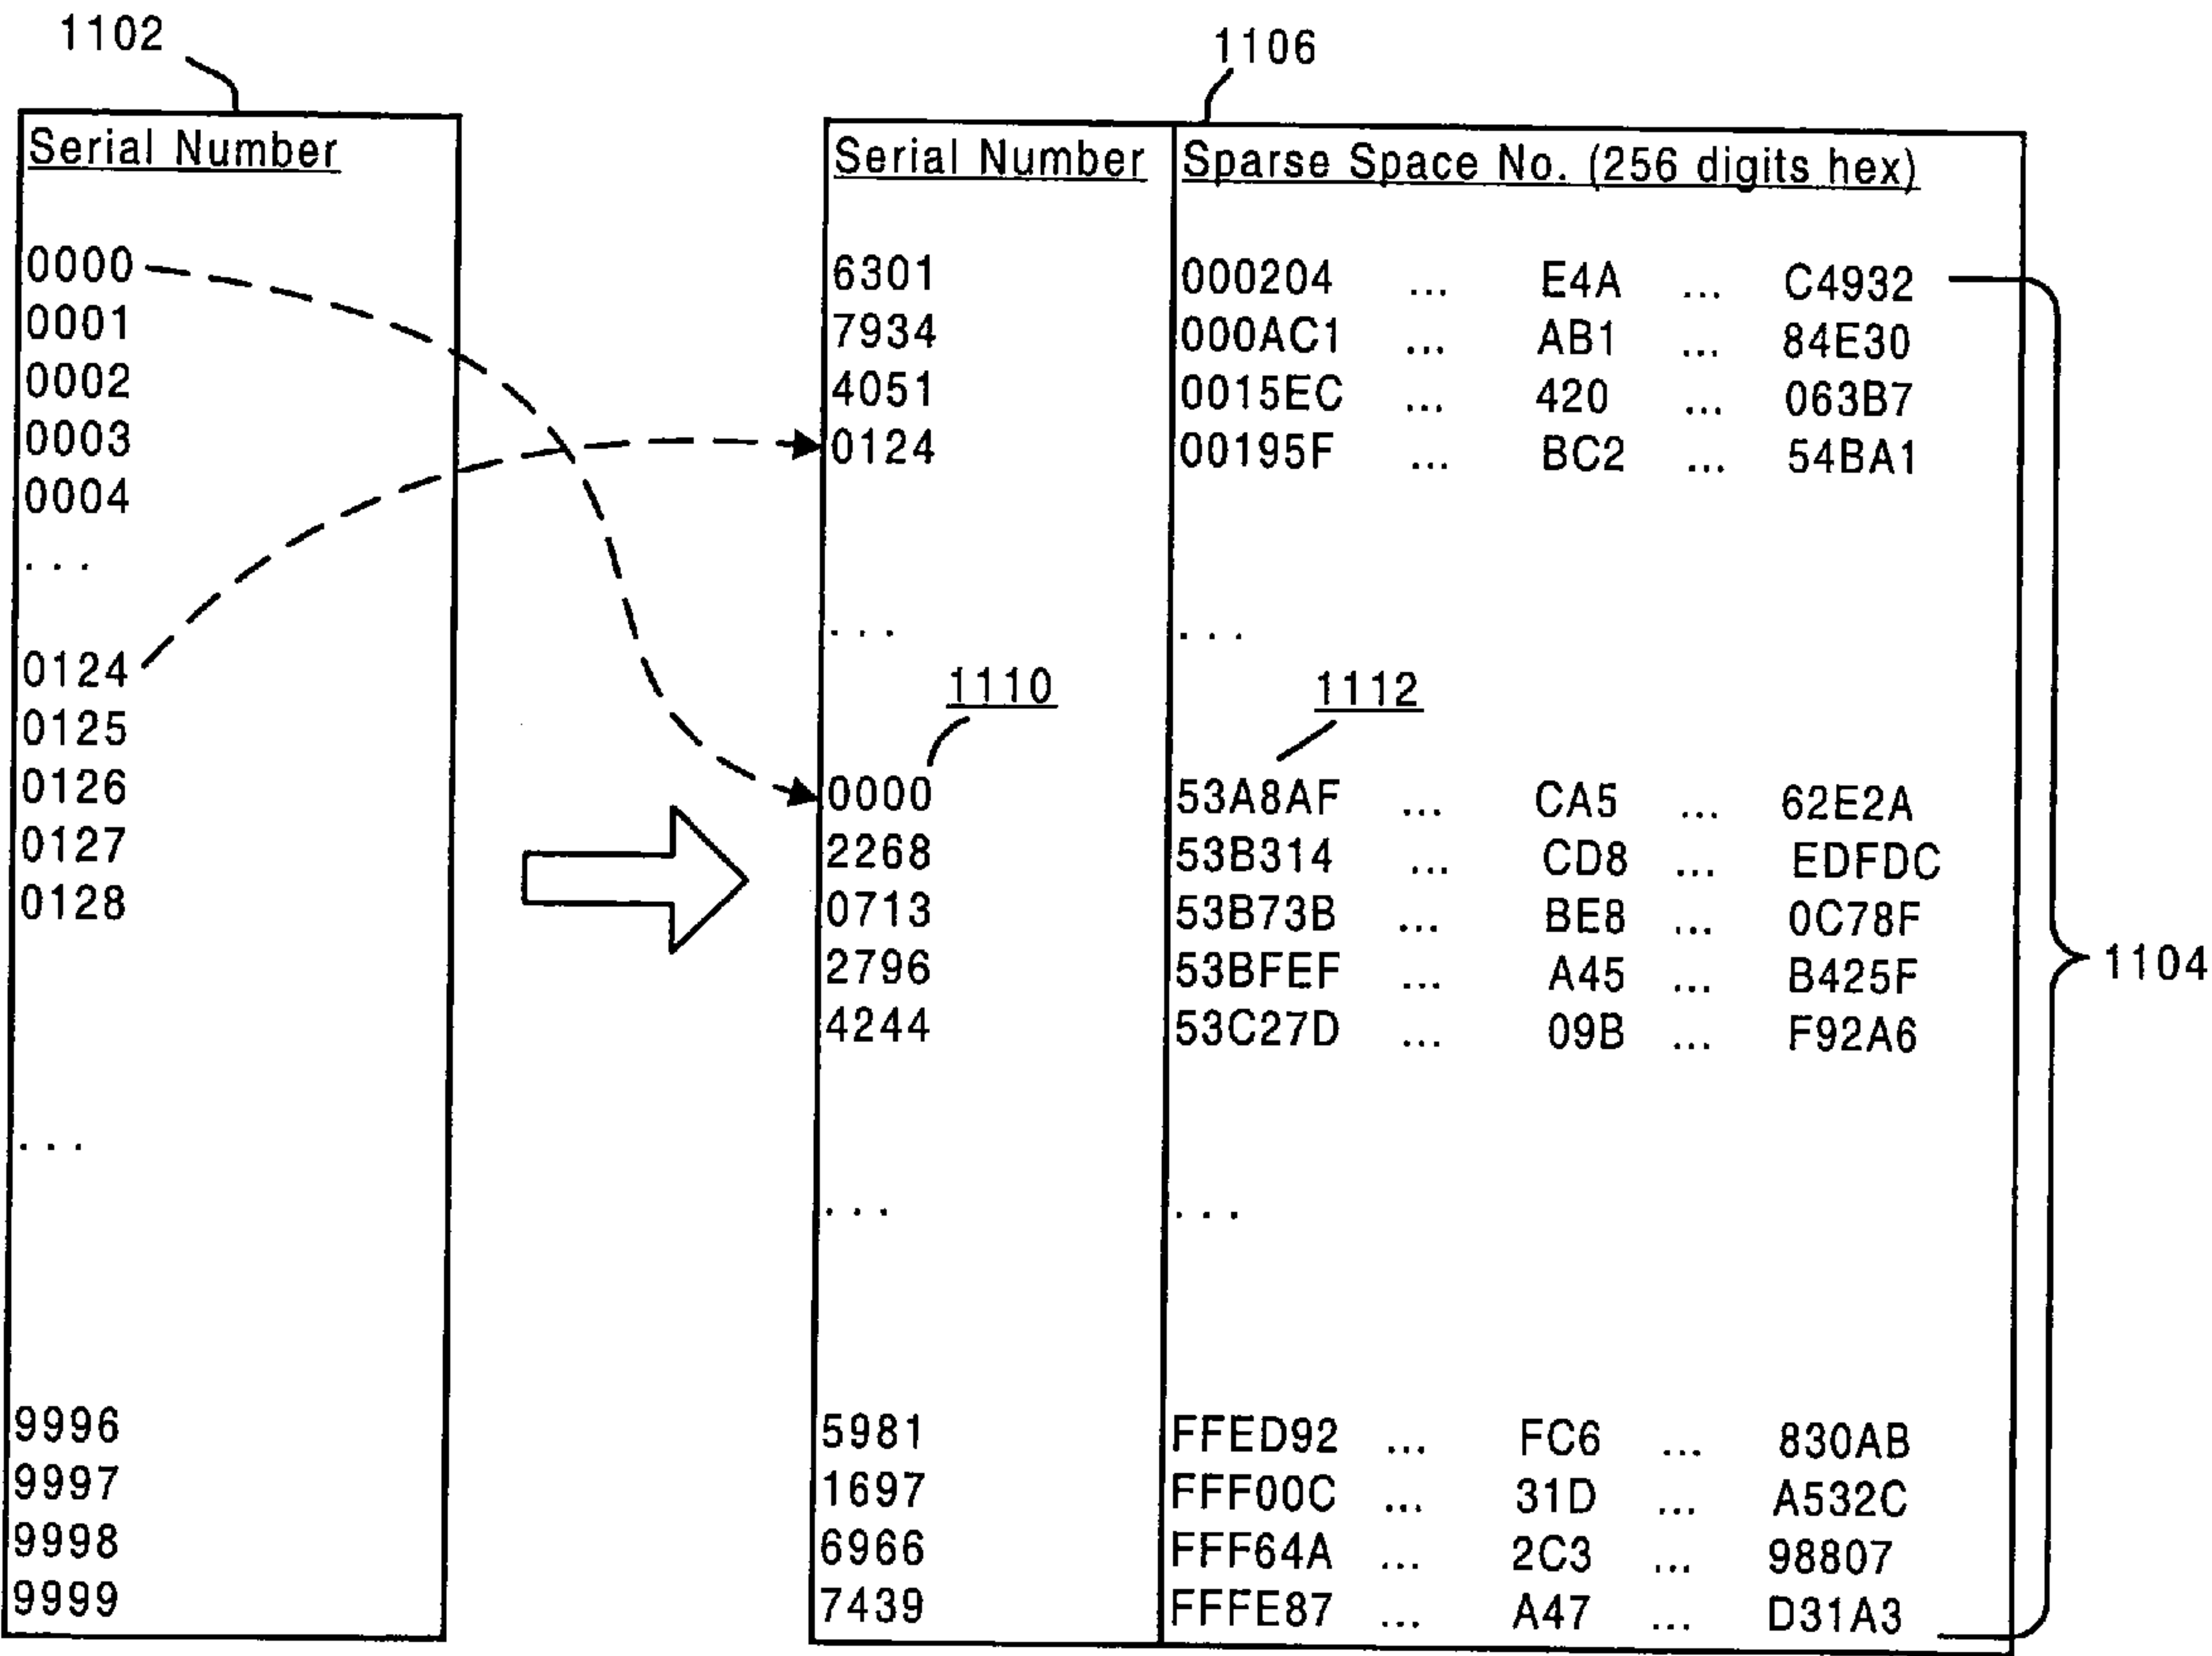 1102
Serial Number
0000
0001
0002
0003
0004
...
0124
0125
0126
0127
0128
...
9996
9997
9998
9999
1106
Serial Number Sparse Space No. (256 digits hex)
6301 000204 ... E4A ... C4932
7934 000AC1 ... AB1 ... 84E30
4051 0015EC ... 420 ... 063B7
0124 00195F ... BC2 ... 54BA1
... ...
1110 1112
0000 53A8AF ... CA5 ... 62E2A
2268 53B314 ... CD8 ... EDFDC
0713 53B73B ... BE8 ... 0C78F
2796 53BFEF ... A45 ... B425F
4244 53C27D ... 09B ... F92A6
... ...
5981 FFED92 ... FC6 ... 830AB
1697 FFF00C ... 31D ... A532C
6966 FFF64A ... 2C3 ... 98807
7439 FFFE87 ... A47 ... D31A3
1104